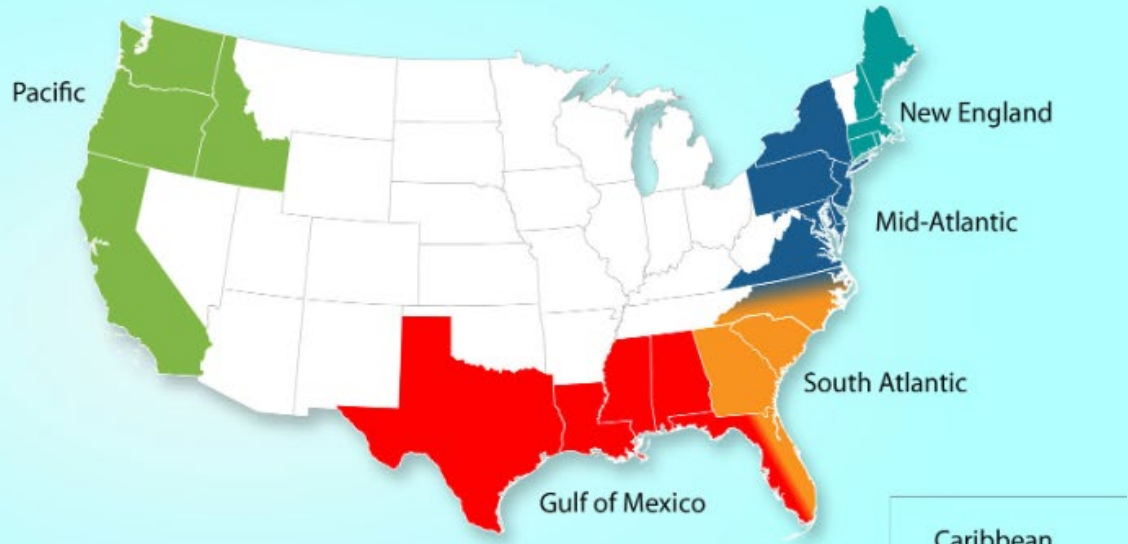 Pacific
New England
Mid-Atlantic
South Atlantic
Gulf of Mexico
Caribbean